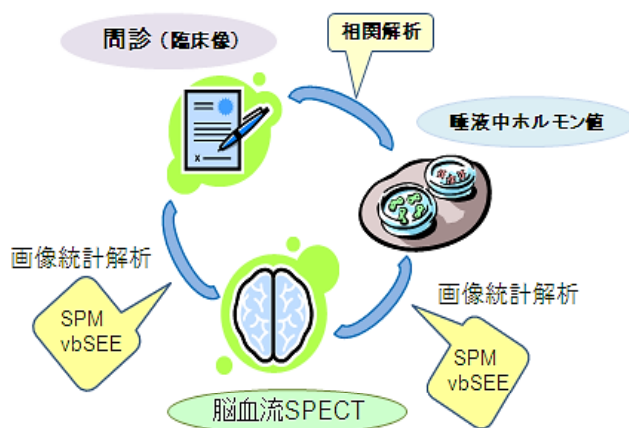 問診（臨床像）
相関解析
唾液中ホルモン値
画像統計解析
SPM
vbSEE
画像統計解析
SPM
vbSEE
脳血流SPECT